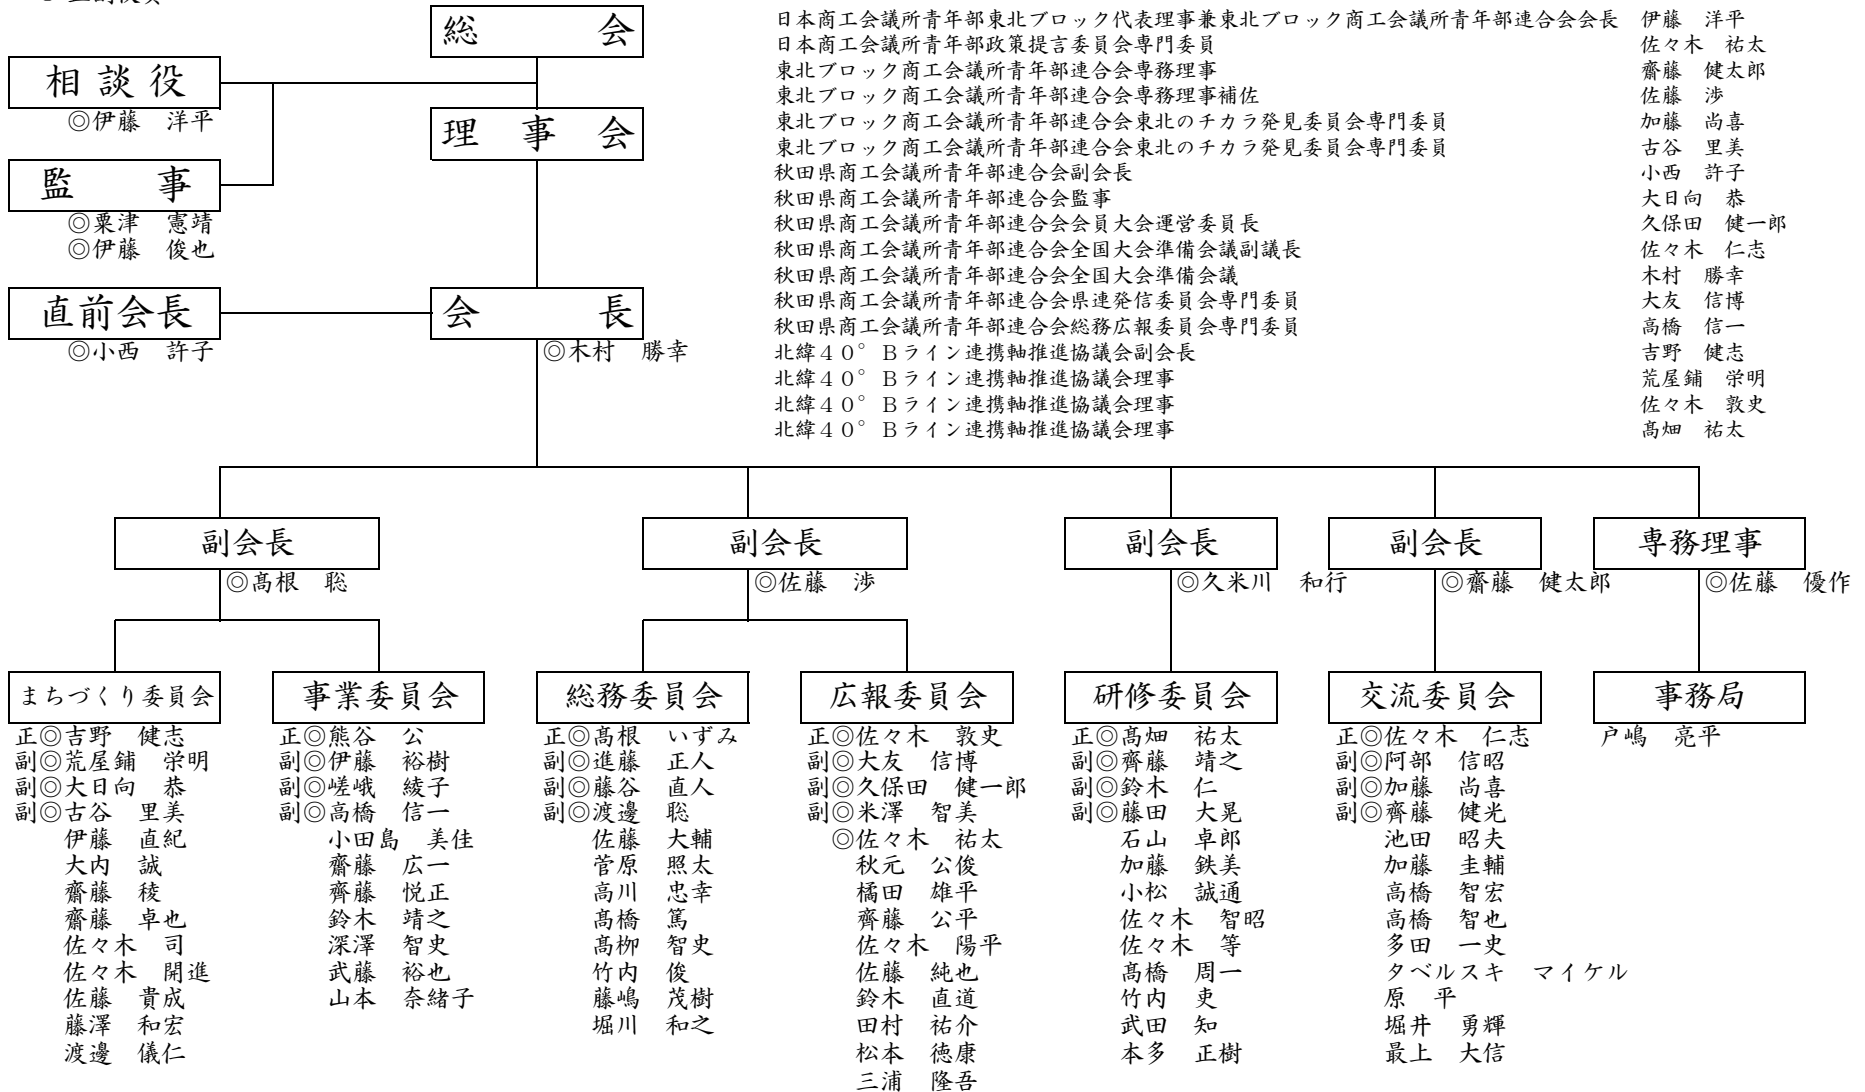 総　会
相談役
◎伊藤　洋平
理事会
監　事
◎粟津　憲靖
◎伊藤　俊也
直前会長
◎小西　許子
会　長
◎木村　勝幸
日本商工会議所青年部東北ブロック代表理事兼東北ブロック商工会議所青年部連合会会長　伊藤　洋平
日本商工会議所青年部政策提言委員会専門委員　佐々木　祐太
東北ブロック商工会議所青年部連合会専務理事　齋藤　健太郎
東北ブロック商工会議所青年部連合会専務理事補佐　佐藤　渉
東北ブロック商工会議所青年部連合会東北のチカラ発見委員会専門委員　加藤　尚喜
東北ブロック商工会議所青年部連合会東北のチカラ発見委員会専門委員　古谷　里美
秋田県商工会議所青年部連合会副会長　小西　許子
秋田県商工会議所青年部連合会監事　大日向　恭
秋田県商工会議所青年部連合会会員大会運営委員長　久保田　健一郎
秋田県商工会議所青年部連合会全国大会準備会議副議長　佐々木　仁志
秋田県商工会議所青年部連合会全国大会準備会議　木村　勝幸
秋田県商工会議所青年部連合会県連発信委員会専門委員　大友　信博
秋田県商工会議所青年部連合会総務広報委員会専門委員　高橋　信一
北緯４０°Ｂライン連携軸推進協議会副会長　吉野　健志
北緯４０°Ｂライン連携軸推進協議会理事　荒屋鋪　栄明
北緯４０°Ｂライン連携軸推進協議会理事　佐々木　敦史
北緯４０°Ｂライン連携軸推進協議会理事　髙畑　祐太
副会長
◎髙根　聡
副会長
◎佐藤　渉
副会長
◎久米川　和行
副会長
◎齋藤　健太郎
専務理事
◎佐藤　優作
まちづくり委員会
正◎吉野　健志
副◎荒屋鋪　栄明
副◎大日向　恭
副◎古谷　里美
伊藤　直紀
大内　誠
齋藤　稜
齋藤　卓也
佐々木　司
佐々木　開進
佐藤　貴成
藤澤　和宏
渡邊　儀仁
事業委員会
正◎熊谷　公
副◎伊藤　裕樹
副◎嵯峨　綾子
副◎高橋　信一
小田島　美佳
齋藤　広一
齊藤　悦正
鈴木　靖之
深澤　智史
武藤　裕也
山本　奈緒子
総務委員会
正◎髙根　いずみ
副◎進藤　正人
副◎藤谷　直人
副◎渡邊　聡
佐藤　大輔
菅原　照太
高川　忠幸
髙橋　篤
髙栁　智史
竹内　俊
藤嶋　茂樹
堀川　和之
広報委員会
正◎佐々木　敦史
副◎大友　信博
副◎久保田　健一郎
副◎米澤　智美
◎佐々木　祐太
秋元　公俊
橘田　雄平
齊藤　公平
佐々木　陽平
佐藤　純也
鈴木　直道
田村　祐介
松本　徳康
三浦　隆吾
研修委員会
正◎髙畑　祐太
副◎齊藤　靖之
副◎鈴木　仁
副◎藤田　大晃
石山　卓郎
加藤　鉄美
小松　誠通
佐々木　智昭
佐々木　等
髙橋　周一
竹内　吏
武田　知
本多　正樹
交流委員会
正◎佐々木　仁志
副◎阿部　信昭
副◎加藤　尚喜
副◎齊藤　健光
池田　昭夫
加藤　圭輔
高橋　智宏
高橋　智也
多田　一史
タベルスキ　マイケル
原　平
堀井　勇輝
最上　大信
事務局
戸嶋　亮平